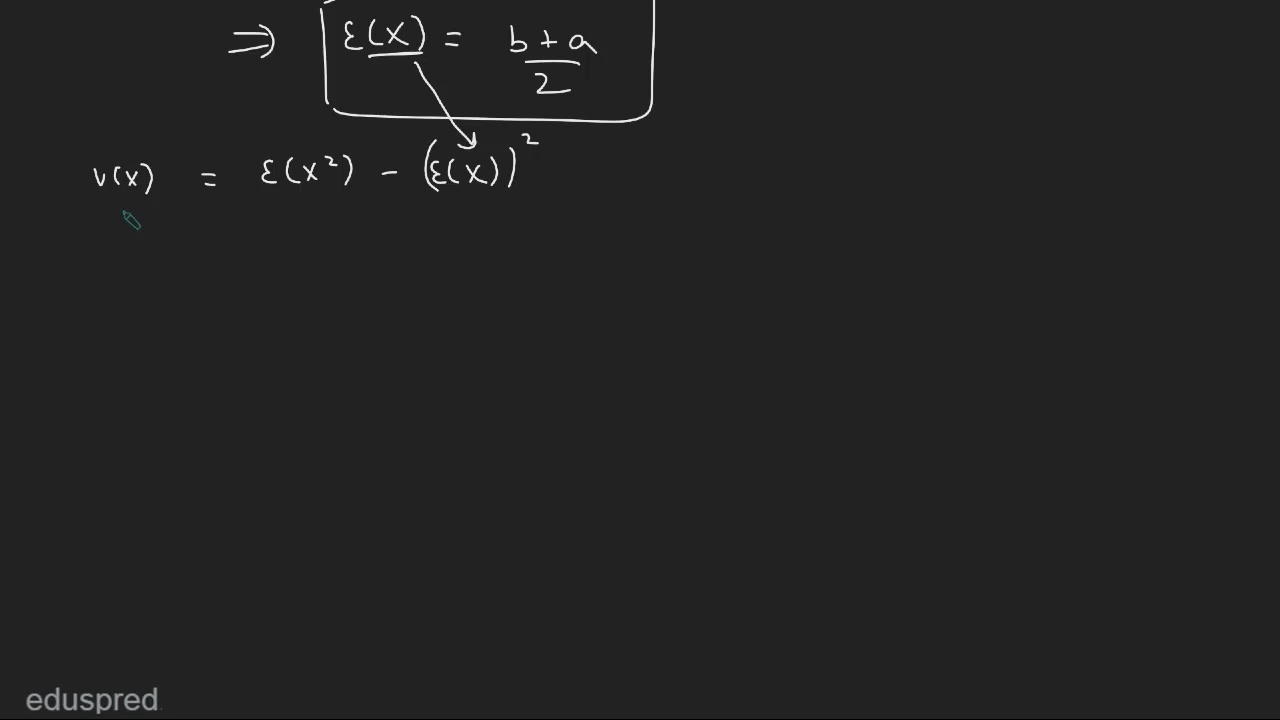 ⇒ ε(X) = b+a/2
v(X) = ε(X²) - (ε(X))²
eduspred